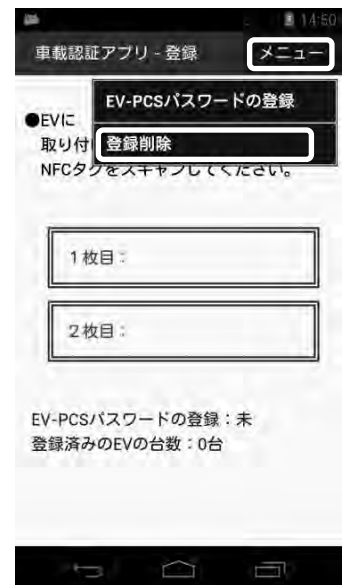 14:50
車載認証アプリ - 登録
メニュー
EV-PCSパスワードの登録
登録削除
●EVに
取り付
NFCタグをスキャンしてください。
1枚目：
2枚目：
EV-PCSパスワードの登録：未
登録済みのEVの台数：0台